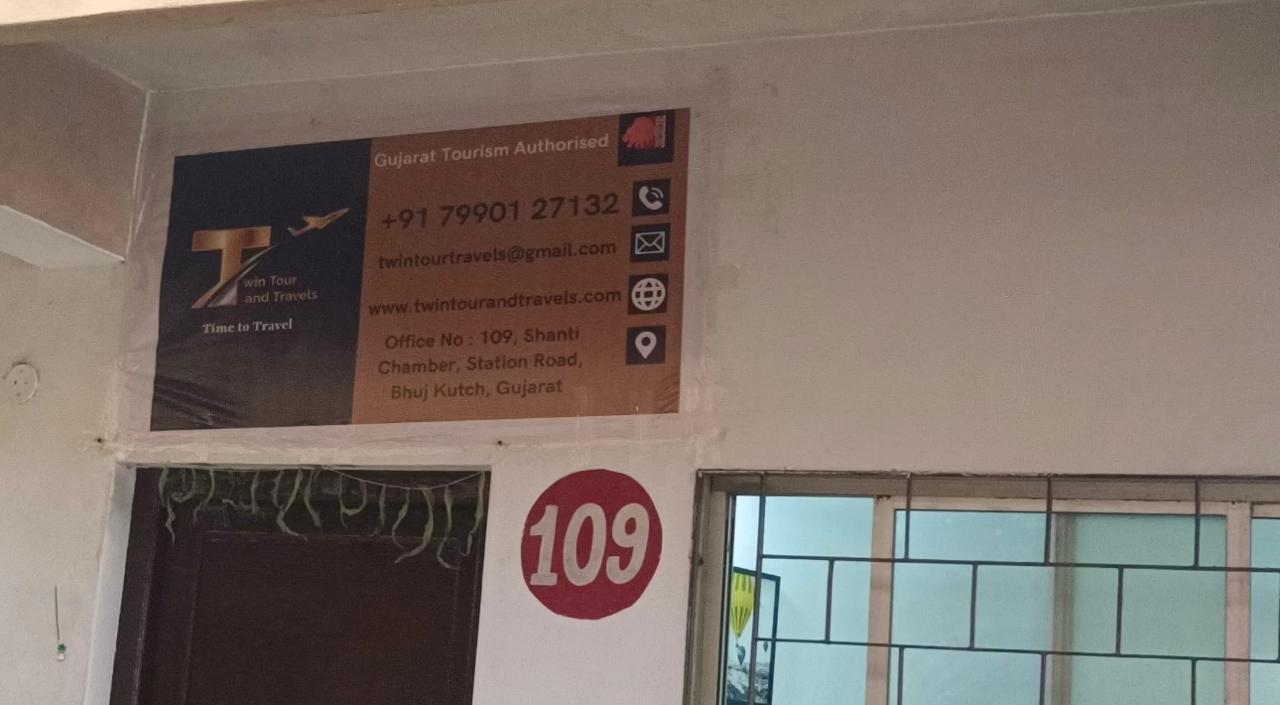 Gujarat Tourism Authorised
+91 79901 27132
twintourtravels@gmail.com
www.twintourandtravels.com
Office No : 109, Shanti
Chamber, Station Road,
Bhuj Kutch, Gujarat
T
win Tour
and Travels
Time to Travel
109